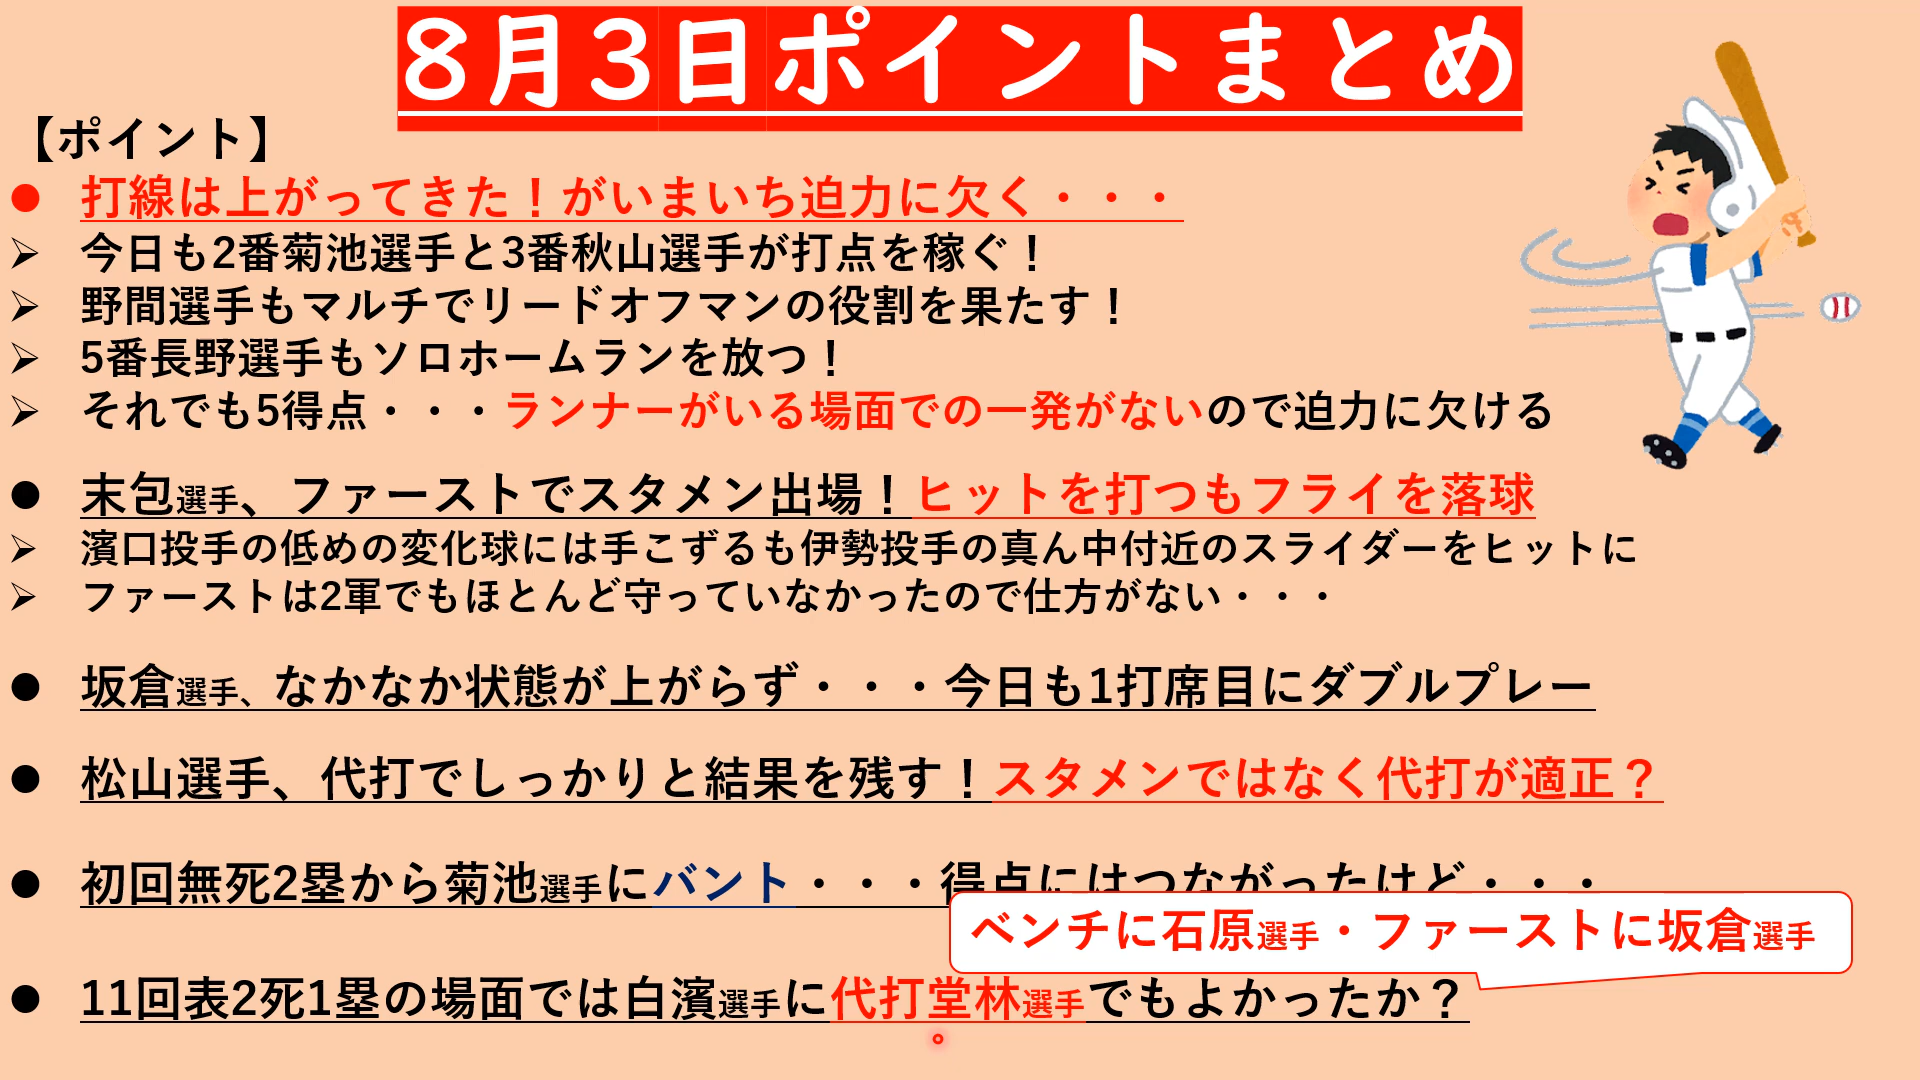 8月3日ポイントまとめ
【ポイント】
● 打線は上がってきた！がいまいち迫力に欠く・・・
➢ 今日も2番菊池選手と3番秋山選手が打点を稼ぐ！
➢ 野間選手もマルチでリードオフマンの役割を果たす！
➢ 5番長野選手もソロホームランを放つ！
➢ それでも5得点・・・ランナーがいる場面での一発がないので迫力に欠ける
● 末包選手、ファーストでスタメン出場！ヒットを打つもフライを落球
➢ 濱口投手の低めの変化球には手こずるも伊勢投手の真ん中付近のスライダーをヒットに
➢ ファーストは2軍でもほとんど守っていなかったので仕方がない・・・
● 坂倉選手、なかなか状態が上がらず・・・今日も1打席目にダブルプレー
● 松山選手、代打でしっかりと結果を残す！スタメンではなく代打が適正？
● 初回無死2塁から菊池選手にバント・・・得点にはつながったけど・・・
ベンチに石原選手・ファーストに坂倉選手
● 11回表2死1塁の場面では白濱選手に代打堂林選手でもよかったか？